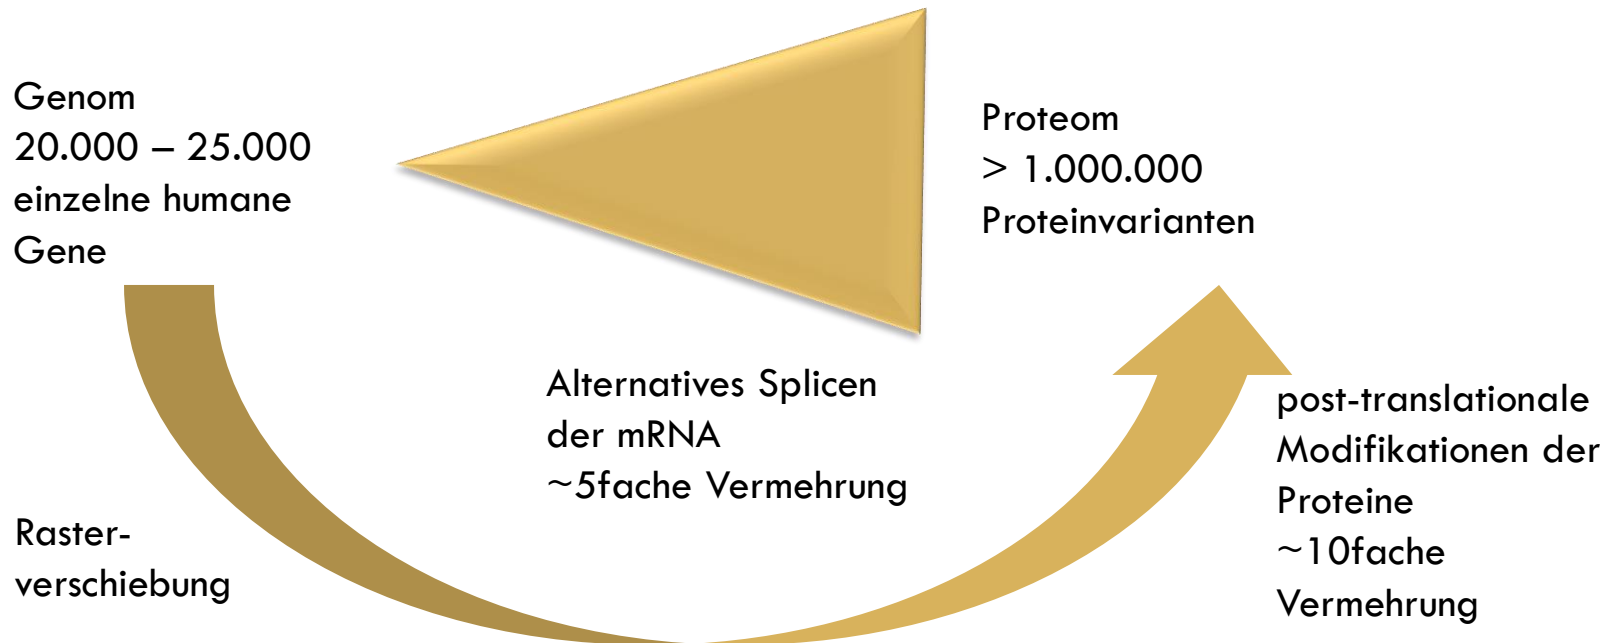 Genom
20.000 – 25.000
einzelne humane
Gene
Proteom
> 1.000.000
Proteinvarianten
Alternatives Splicen
der mRNA
~5fache Vermehrung
post-translationale
Modifikationen der
Proteine
~10fache
Vermehrung
Raster-
verschiebung